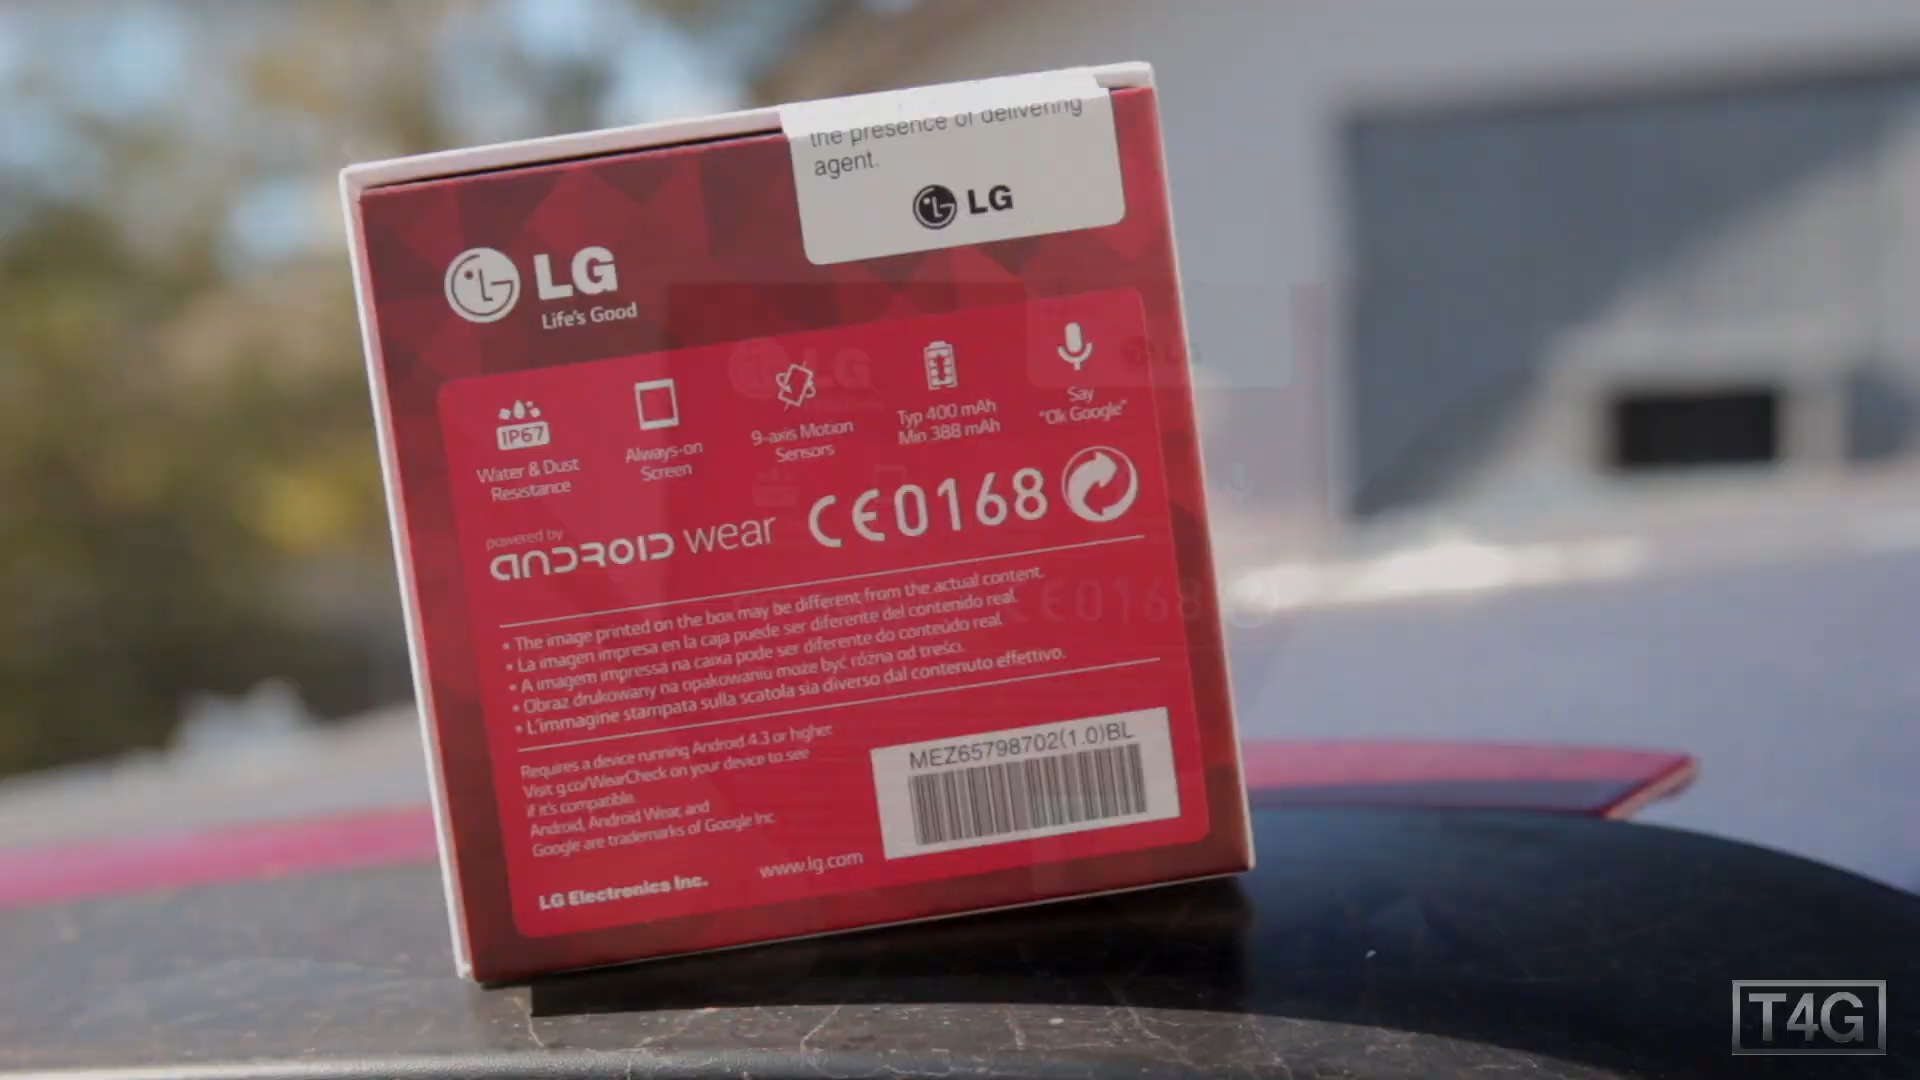 the presence of delivering
agent.
LG
LG
Life's Good
IP67
Water & Dust
Resistance
Always-on
Screen
9-axis Motion
Sensors
Typ 400 mAh
Min 388 mAh
Say
"Ok Google"
powered by
ANDROID wear
CE0168
• The image printed on the box may be different from the actual content.
• La imagen impresa en la caja puede ser diferente del contenido real.
• A imagem impressa na caixa pode ser diferente do conteúdo real.
• Obraz drukowany na opakowaniu może być różna od treści.
• L'immagine stampata sulla scatola sia diverso dal contenuto effettivo.
Requires a device running Android 4.3 or higher.
Visit g.co/WearCheck on your device to see
if it's compatible.
Android, Android Wear, and
Google are trademarks of Google Inc.
MEZ65798702(1.0)BL
LG Electronics Inc.
www.lg.com
T4G